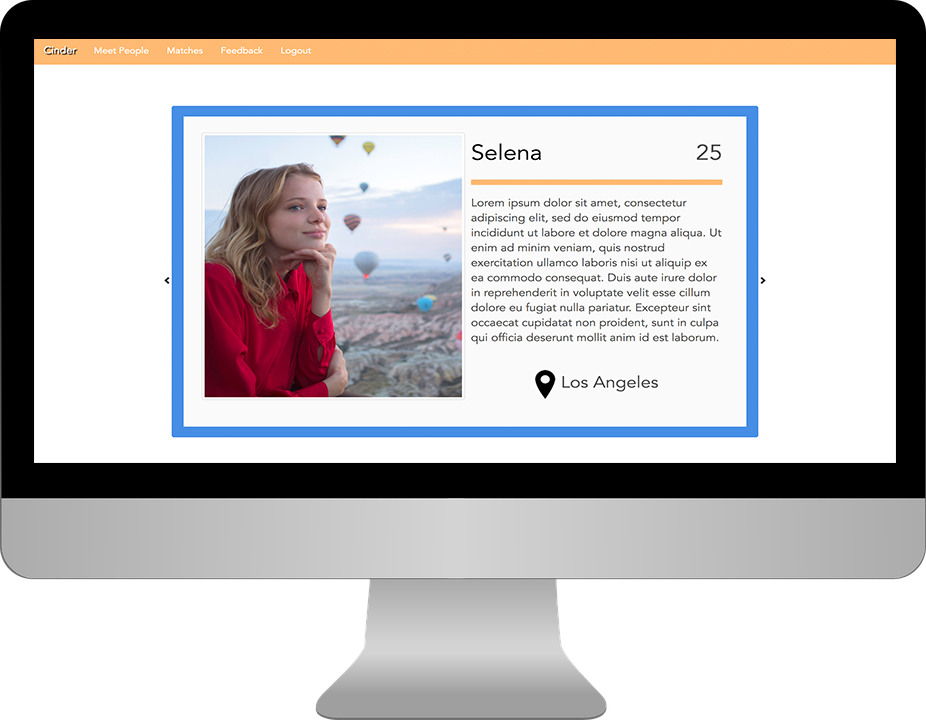 Cinder Meet People Matches Feedback Logout
Selena 25
Lorem ipsum dolor sit amet, consectetur
adipiscing elit, sed do eiusmod tempor
incididunt ut labore et dolore magna aliqua. Ut
enim ad minim veniam, quis nostrud
exercitation ullamco laboris nisi ut aliquip ex
ea commodo consequat. Duis aute irure dolor
in reprehenderit in voluptate velit esse cillum
dolore eu fugiat nulla pariatur. Excepteur sint
occaecat cupidatat non proident, sunt in culpa
qui officia deserunt mollit anim id est laborum.
Los Angeles